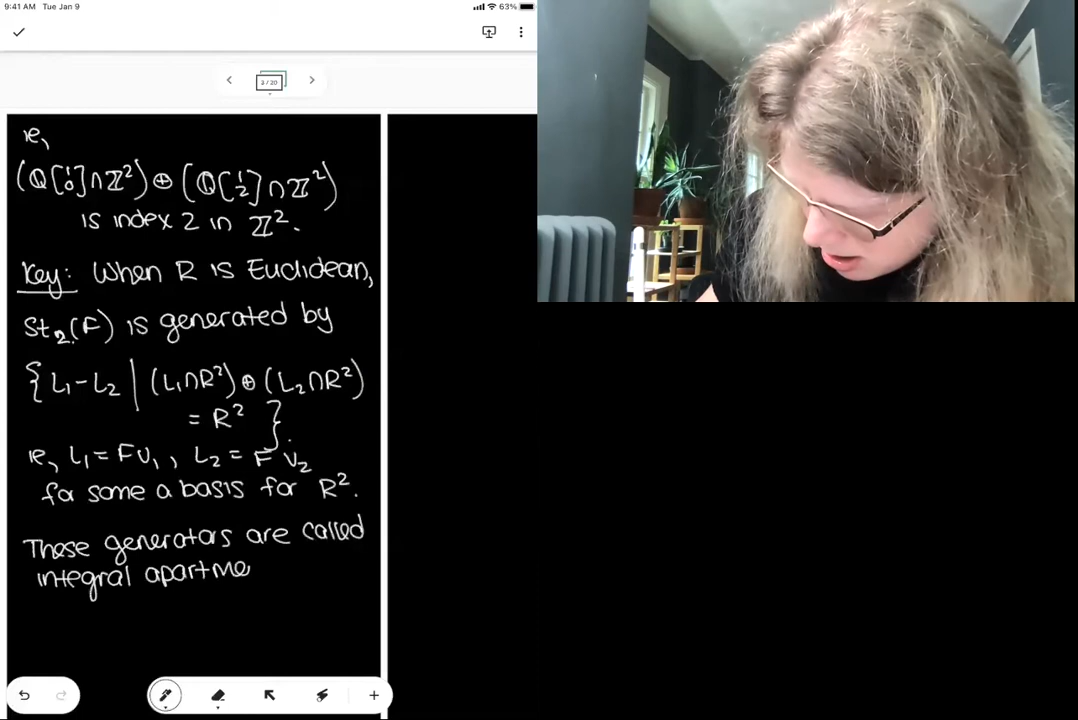 9:41 AM Tue Jan 9
63%
3 / 20
ie,
(ℚ[1 0] ∩ ℤ²) ⊕ (ℚ[1 2] ∩ ℤ²)
is index 2 in ℤ².
Key: When R is Euclidean,
St₂(F) is generated by
{ L₁-L₂ | (L₁∩R²) ⊕ (L₂∩R²)
= R² }
ie, L₁ = Fv₁, L₂ = F v₂
for some a basis for R².
These generators are called
integral apartme